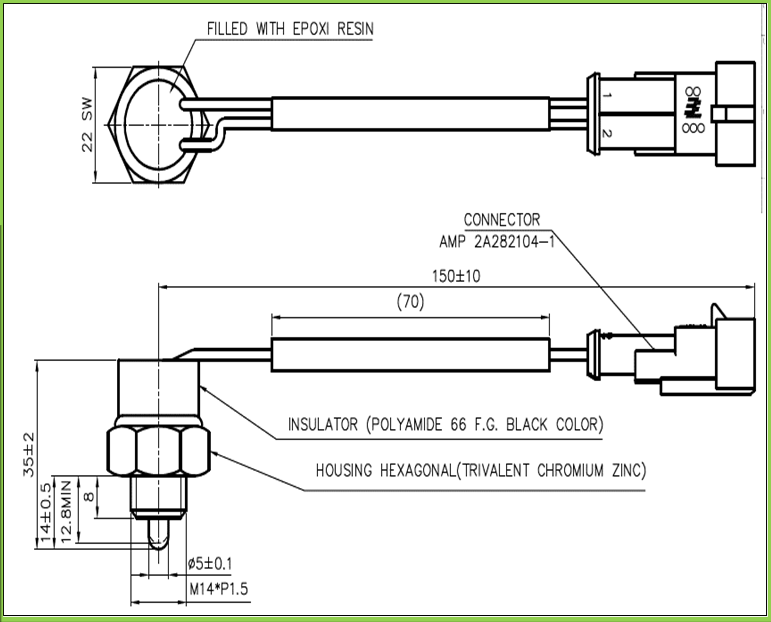 FILLED WITH EPOXI RESIN
22 SW
1
2
CONNECTOR
AMP 2A282104-1
150±10
(70)
INSULATOR (POLYAMIDE 66 F.G. BLACK COLOR)
HOUSING HEXAGONAL(TRIVALENT CHROMIUM ZINC)
35±2
14±0.5
12.8MIN
8
ø5±0.1
M14*P1.5